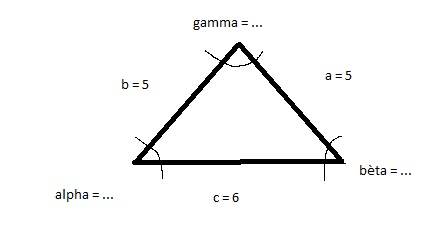 gamma = ...
b = 5
a = 5
alpha = ...
c = 6
bèta = ...